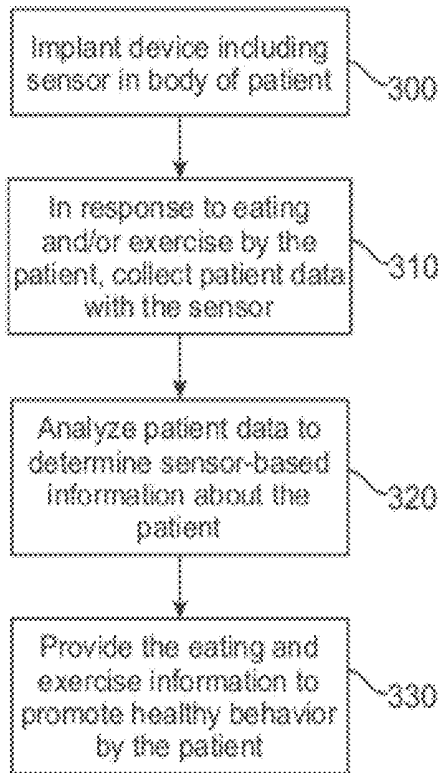 Implant device including
sensor in body of patient
300
In response to eating
and/or exercise by the
patient, collect patient data
with the sensor
310
Analyze patient data to
determine sensor-based
information about the
patient
320
Provide the eating and
exercise information to
promote healthy behavior
by the patient
330